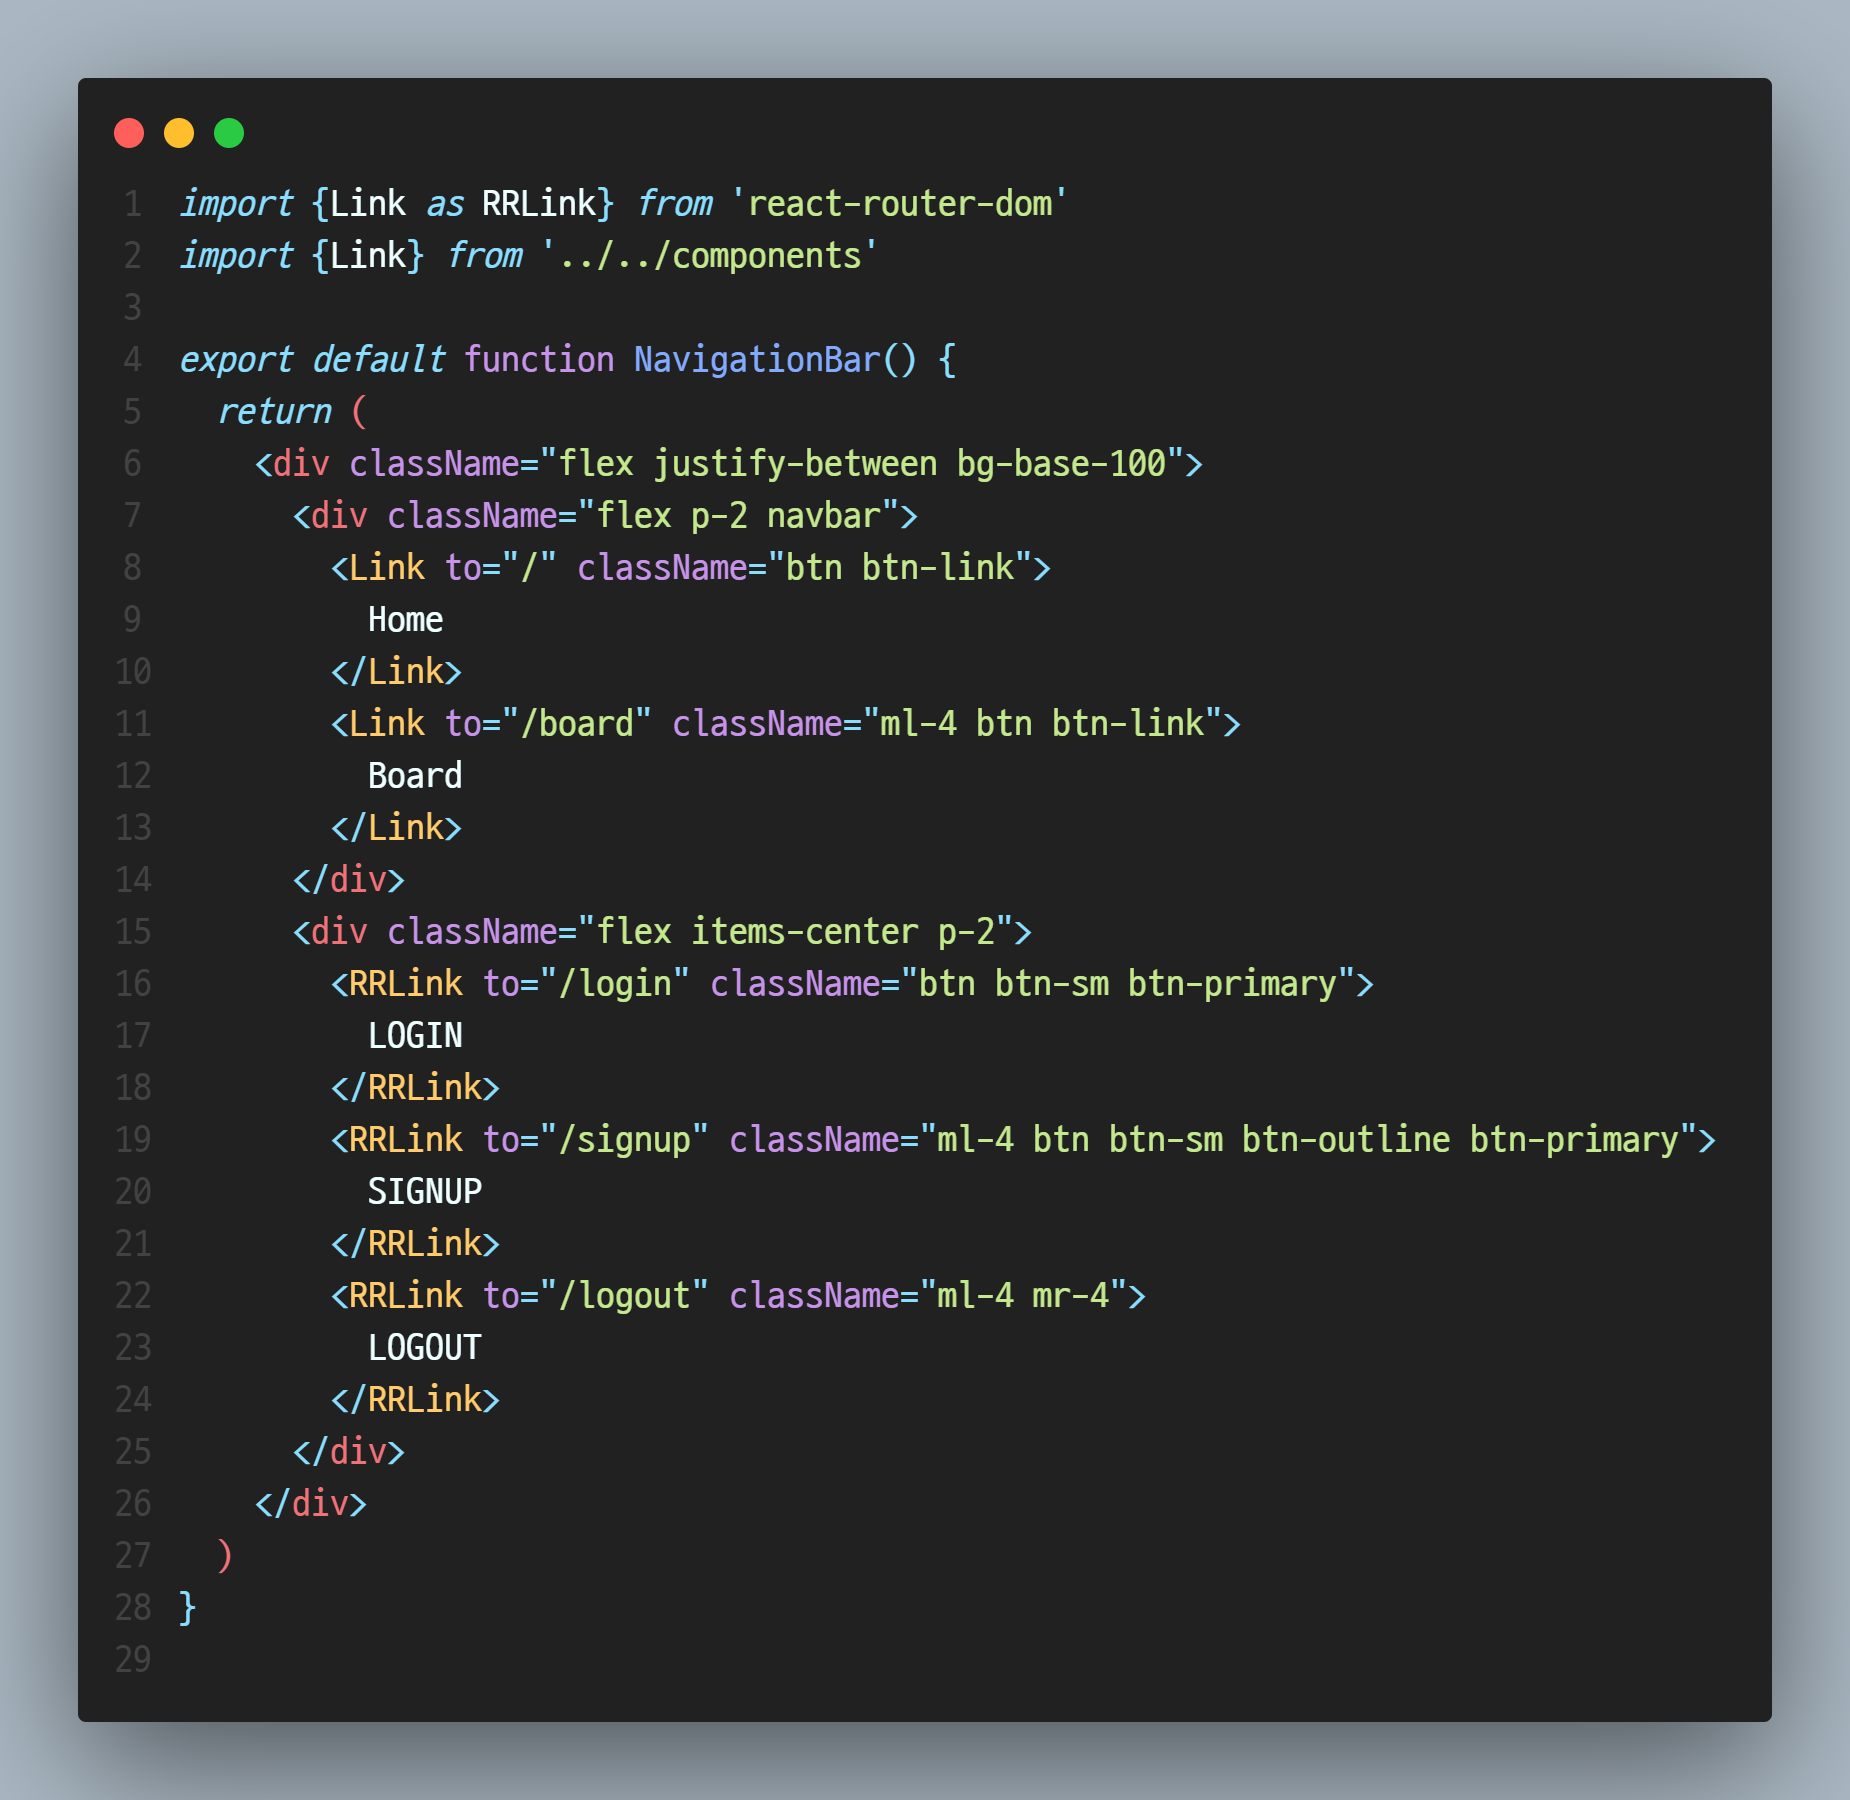 1 import {Link as RRLink} from 'react-router-dom'
2 import {Link} from '../../components'
3
4 export default function NavigationBar() {
5   return (
6     <div className="flex justify-between bg-base-100">
7       <div className="flex p-2 navbar">
8         <Link to="/" className="btn btn-link">
9           Home
10         </Link>
11         <Link to="/board" className="ml-4 btn btn-link">
12           Board
13         </Link>
14       </div>
15       <div className="flex items-center p-2">
16         <RRLink to="/login" className="btn btn-sm btn-primary">
17           LOGIN
18         </RRLink>
19         <RRLink to="/signup" className="ml-4 btn btn-sm btn-outline btn-primary">
20           SIGNUP
21         </RRLink>
22         <RRLink to="/logout" className="ml-4 mr-4">
23           LOGOUT
24         </RRLink>
25       </div>
26     </div>
27   )
28 }
29